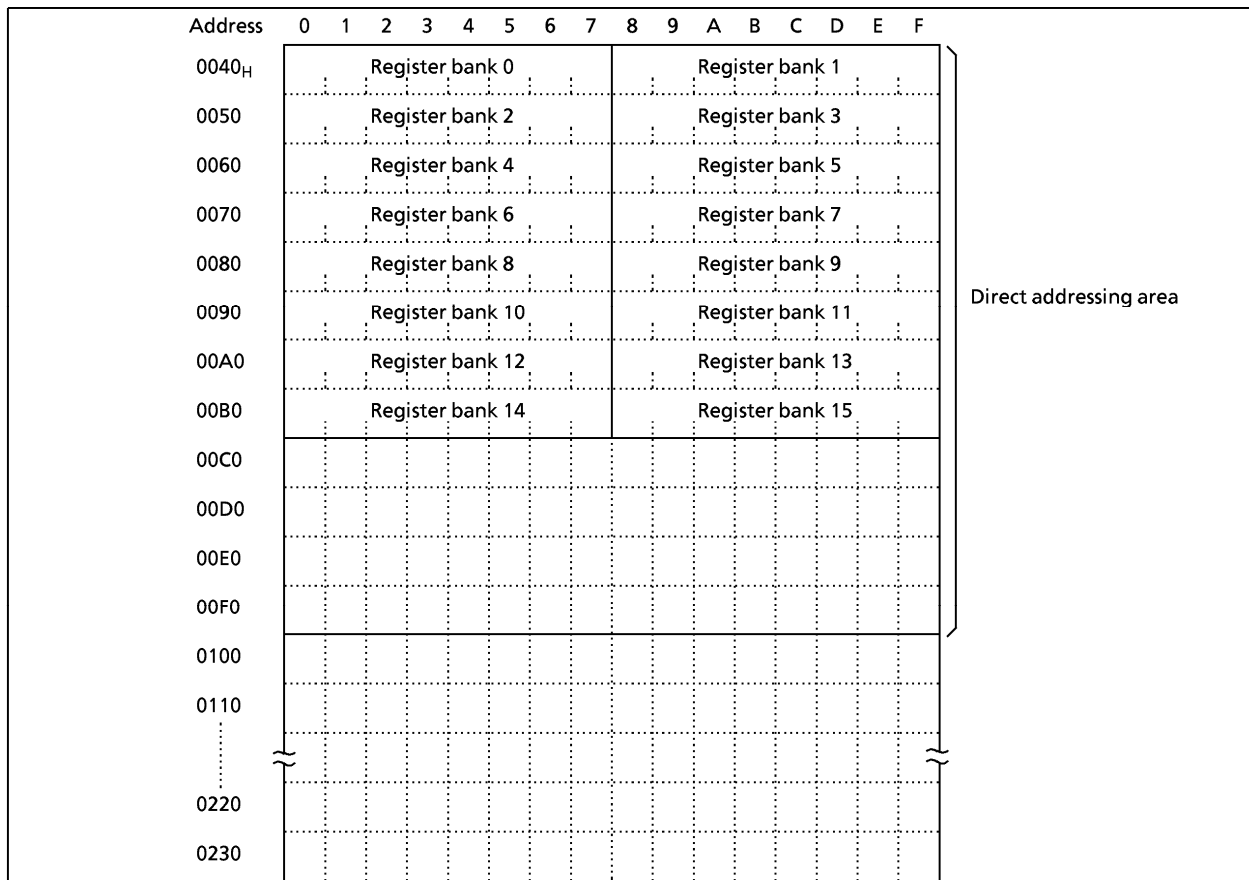 Address 0 1 2 3 4 5 6 7 8 9 A B C D E F
0040H Register bank 0 Register bank 1
0050 Register bank 2 Register bank 3
0060 Register bank 4 Register bank 5
0070 Register bank 6 Register bank 7
0080 Register bank 8 Register bank 9
Direct addressing area
0090 Register bank 10 Register bank 11
00A0 Register bank 12 Register bank 13
00B0 Register bank 14 Register bank 15
00C0
00D0
00E0
00F0
0100
0110
0220
0230